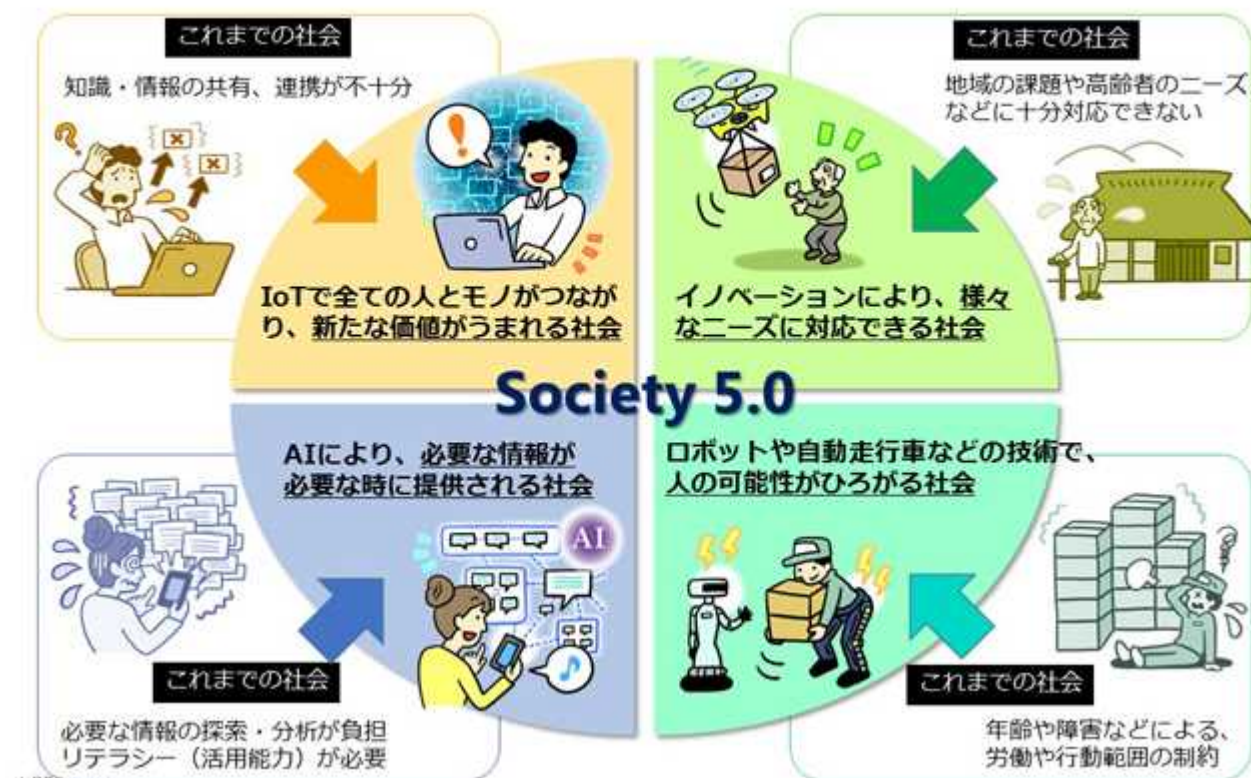 これまでの社会
知識・情報の共有、連携が不十分
IoTで全ての人とモノがつなが
り、新たな価値がうまれる社会
これまでの社会
地域の課題や高齢者のニーズ
などに十分対応できない
イノベーションにより、様々
なニーズに対応できる社会
Society 5.0
AIにより、必要な情報が
必要な時に提供される社会
AI
これまでの社会
必要な情報の探索・分析が負担
リテラシー（活用能力）が必要
ロボットや自動走行車などの技術で、
人の可能性がひろがる社会
これまでの社会
年齢や障害などによる、
労働や行動範囲の制約